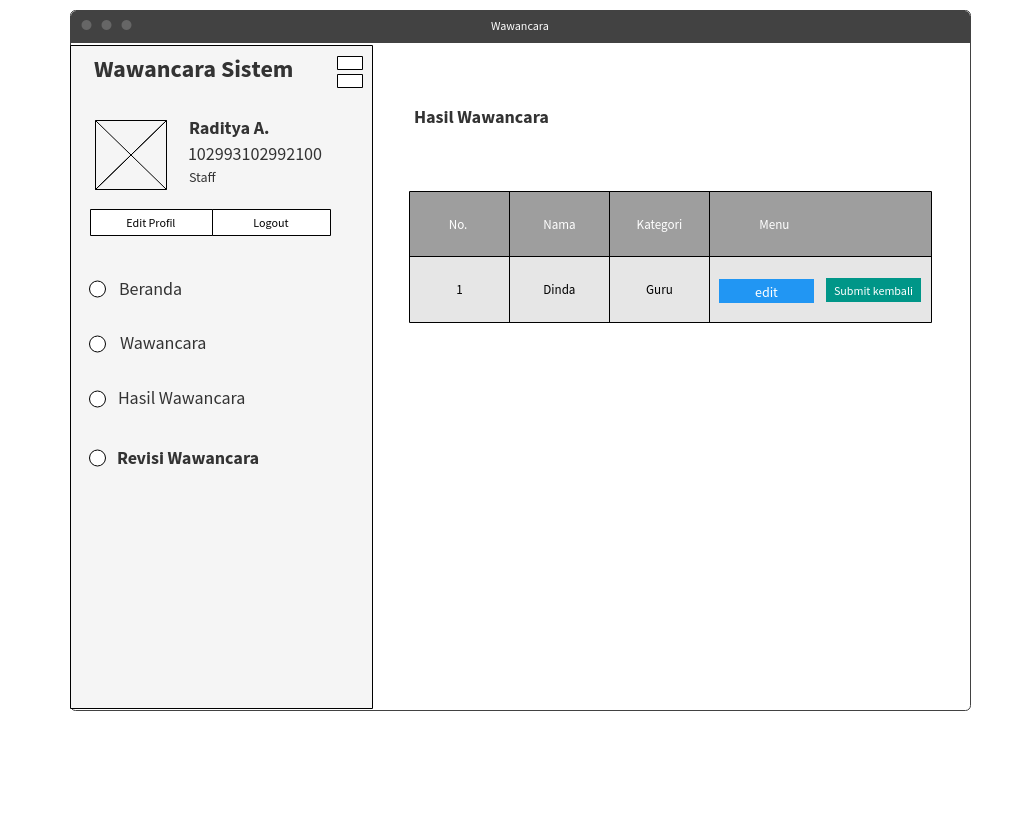 Wawancara
Wawancara Sistem
Raditya A.
102993102992100
Staff
Edit Profil Logout
Beranda
Wawancara
Hasil Wawancara
Revisi Wawancara
Hasil Wawancara
No. Nama Kategori Menu
1 Dinda Guru edit Submit kembali